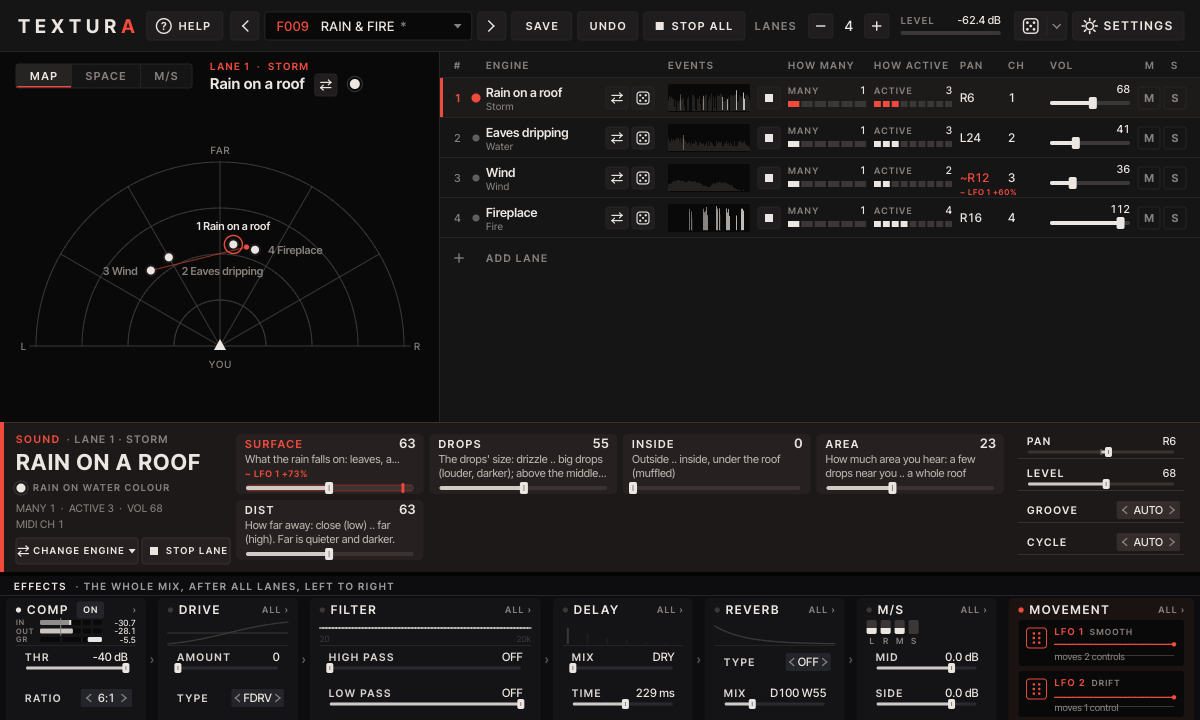 TEXTURA HELP F009 RAIN & FIRE * SAVE UNDO STOP ALL LANES 4 LEVEL -62.4 dB SETTINGS
MAP SPACE M/S
LANE 1 · STORM
Rain on a roof
FAR
1 Rain on a roof
4 Fireplace
3 Wind
2 Eaves dripping
L
R
YOU
# ENGINE EVENTS HOW MANY HOW ACTIVE PAN CH VOL M S
1 Rain on a roof MANY 1 ACTIVE 3 R6 1 68 M S
Storm
2 Eaves dripping MANY 1 ACTIVE 3 L24 2 41 M S
Water
3 Wind MANY 1 ACTIVE 2 ~R12 3 36 M S
Wind ~ LFO 1 +60%
4 Fireplace MANY 1 ACTIVE 4 R16 4 112 M S
Fire
+ ADD LANE
SOUND · LANE 1 · STORM
RAIN ON A ROOF
RAIN ON WATER COLOUR
MANY 1 · ACTIVE 3 · VOL 68
MIDI CH 1
CHANGE ENGINE STOP LANE
SURFACE 63
What the rain falls on: leaves, a...
~ LFO 1 +73%
DROPS 55
The drops' size: drizzle .. big drops
(louder, darker); above the middle...
INSIDE 0
Outside .. inside, under the roof
(muffled)
AREA 23
How much area you hear: a few
drops near you .. a whole roof
DIST 63
How far away: close (low) .. far
(high). Far is quieter and darker.
PAN R6
LEVEL 68
GROOVE < AUTO >
CYCLE < AUTO >
EFFECTS · THE WHOLE MIX, AFTER ALL LANES, LEFT TO RIGHT
COMP ON ›
IN -30.7
OUT -28.1
GR -5.5
THR -40 dB
RATIO < 6:1 >
DRIVE ALL ›
AMOUNT 0
TYPE < FDRV >
FILTER ALL ›
20 20k
HIGH PASS OFF
LOW PASS OFF
DELAY ALL ›
MIX DRY
TIME 229 ms
REVERB ALL ›
TYPE < OFF >
MIX D100 W55
M/S ALL ›
L R M S
MID 0.0 dB
SIDE 0.0 dB
MOVEMENT ALL ›
LFO 1 SMOOTH
moves 2 controls
LFO 2 DRIFT
moves 1 control